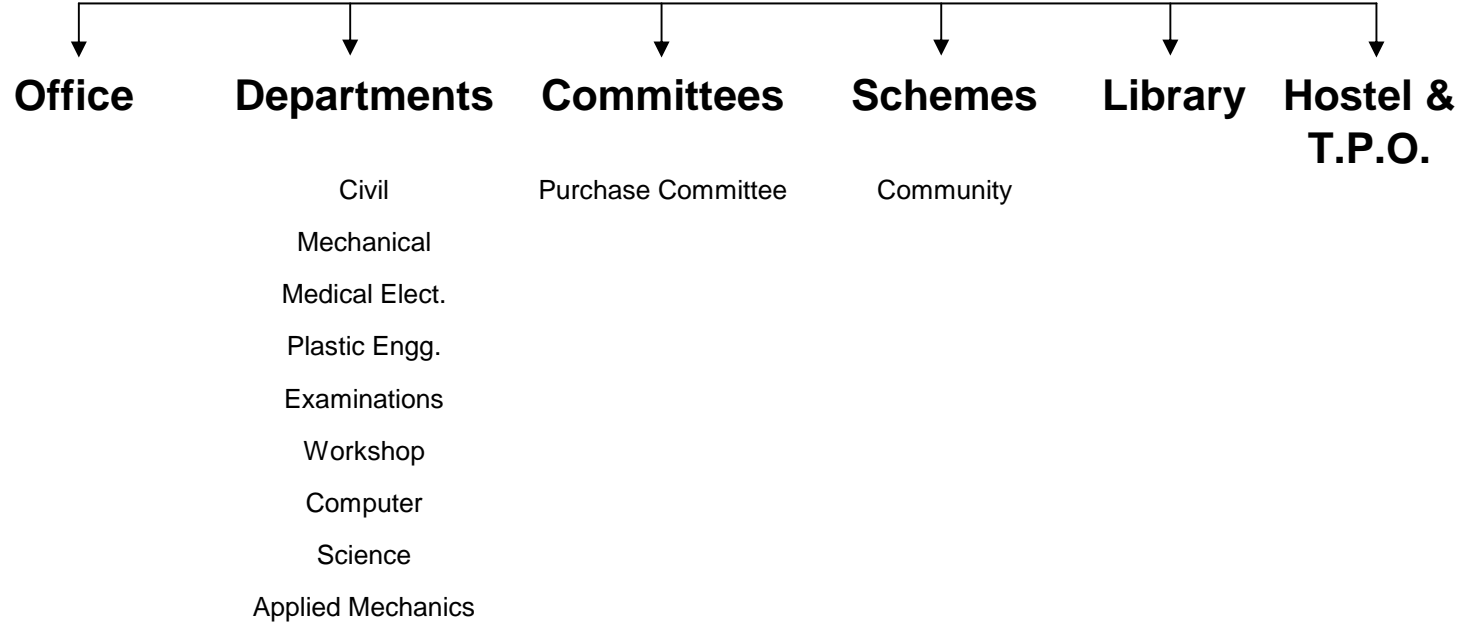 Office Departments Committees Schemes Library Hostel &
T.P.O.
Civil Purchase Committee Community
Mechanical
Medical Elect.
Plastic Engg.
Examinations
Workshop
Computer
Science
Applied Mechanics